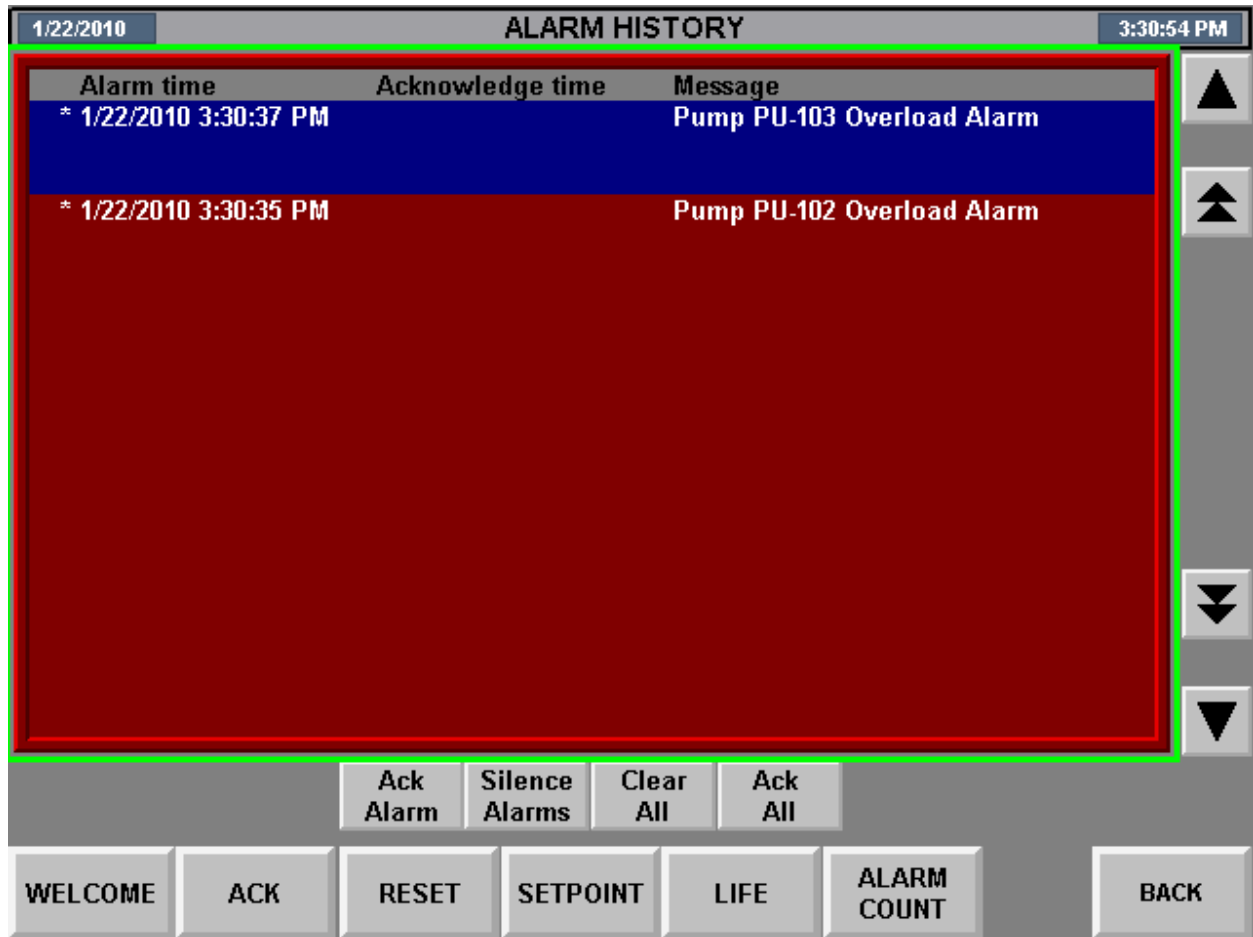 1/22/2010 ALARM HISTORY 3:30:54 PM
Alarm time Acknowledge time Message
* 1/22/2010 3:30:37 PM Pump PU-103 Overload Alarm
* 1/22/2010 3:30:35 PM Pump PU-102 Overload Alarm
Ack Alarm
Silence Alarms
Clear All
Ack All
WELCOME
ACK
RESET
SETPOINT
LIFE
ALARM COUNT
BACK